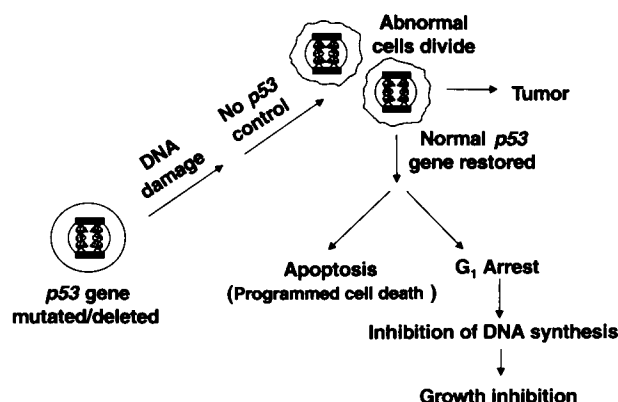 Abnormal
cells divide
Tumor
No p53
control
DNA
damage
Normal p53
gene restored
p53 gene
mutated/deleted
Apoptosis
(Programmed cell death )
G₁ Arrest
Inhibition of DNA synthesis
Growth inhibition